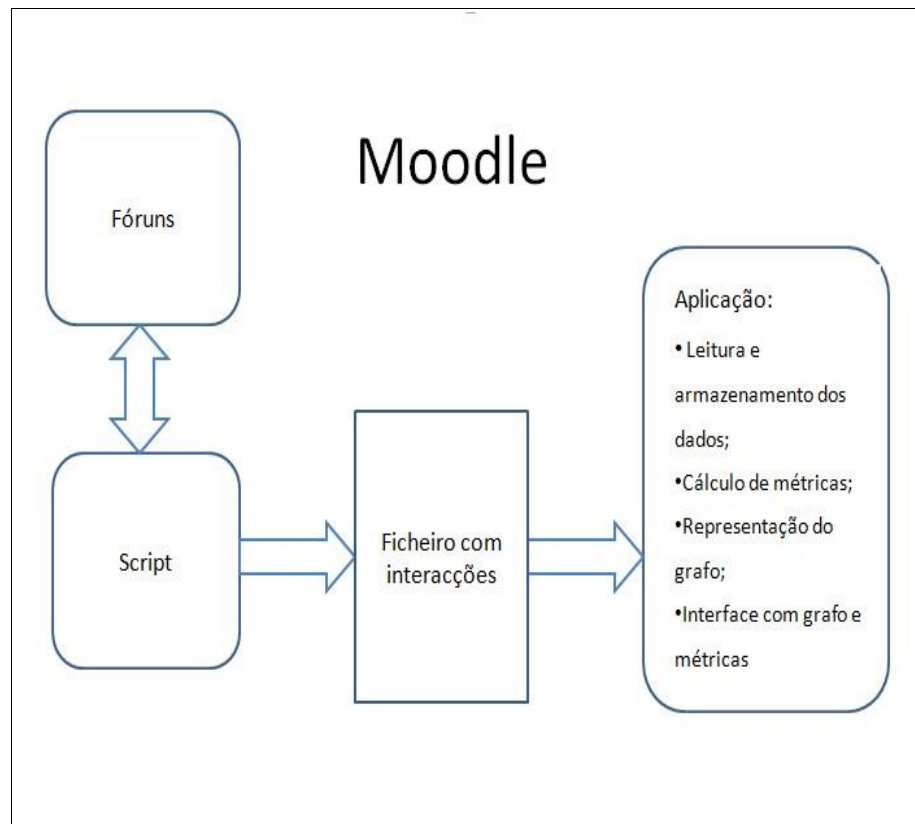 Moodle
Fóruns
Script
Ficheiro com
interacções
Aplicação:
• Leitura e
armazenamento dos
dados;
•Cálculo de métricas;
•Representação do
grafo;
•Interface com grafo e
métricas